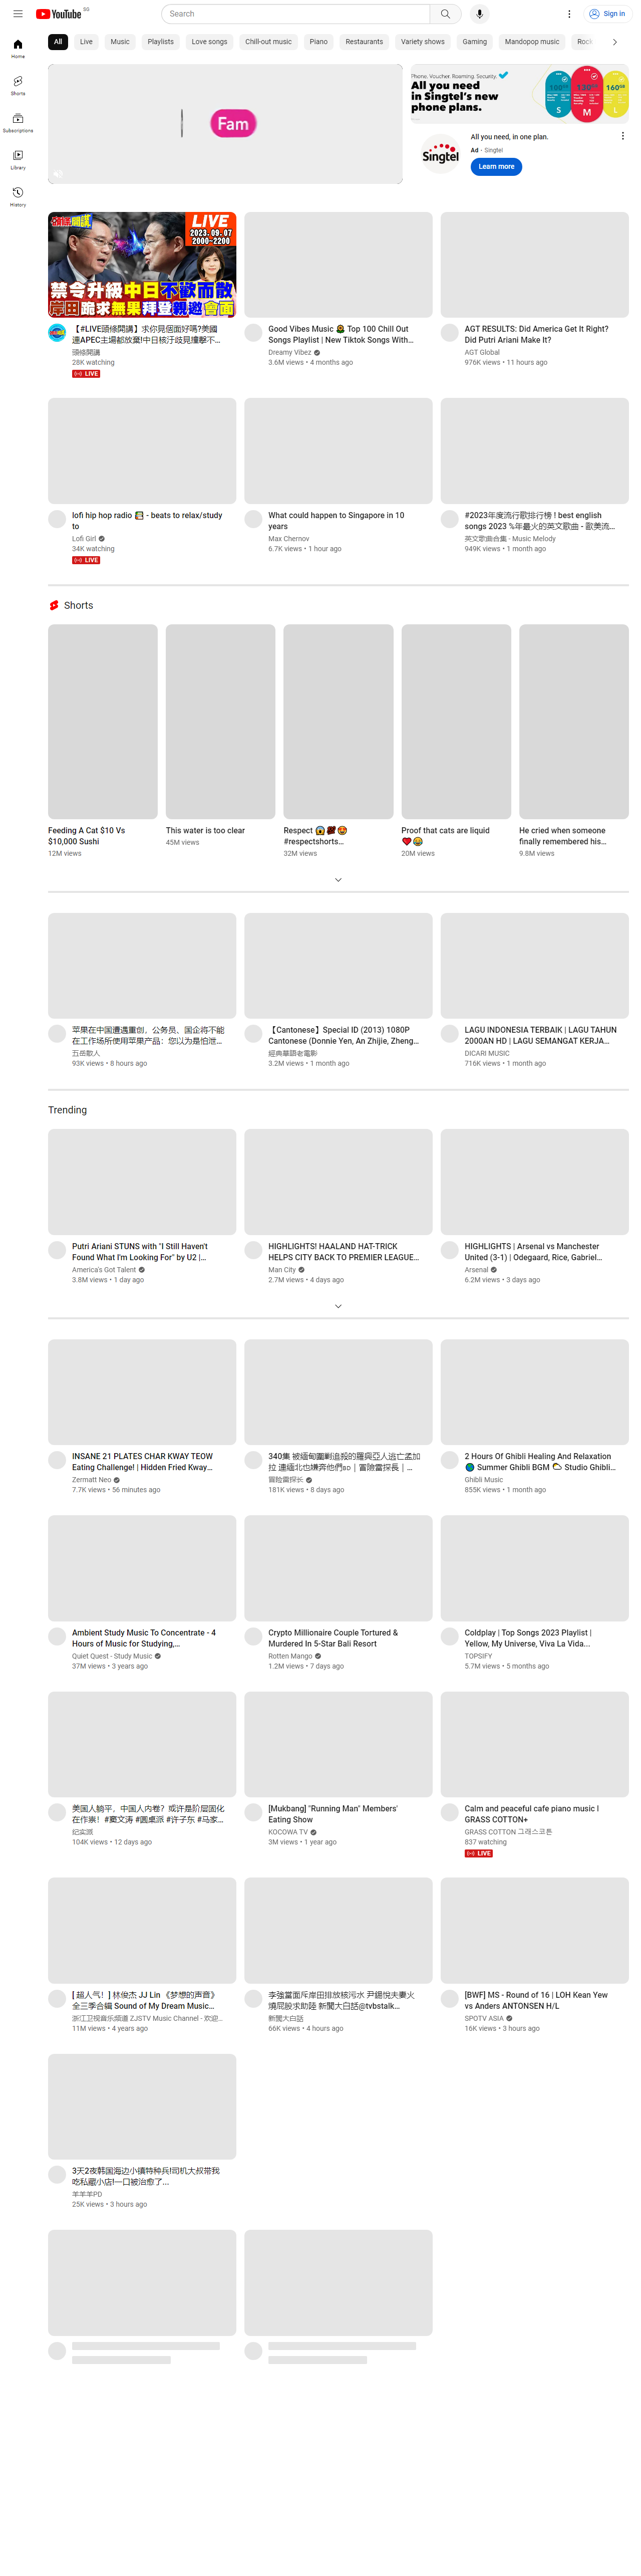 YouTube SG
Search
Sign in
Home
Shorts
Subscriptions
Library
History
All Live Music Playlists Love songs Chill-out music Piano Restaurants Variety shows Gaming Mandopop music Rock
Fam
Phone, Voucher. Roaming. Security.
All you need
in Singtel's new
phone plans.
S M L
Singtel
All you need, in one plan.
Ad · Singtel
Learn more
LIVE
2023.09.07
2000~2200
禁令升級中日不歡而散
岸田跪求無果拜登親邀會面
【#LIVE頭條開講】求你見個面好嗎?美國
連APEC主場都放棄!中日核汙歧見撞擊不...
頭條開講
28K watching
LIVE
Good Vibes Music 🌻 Top 100 Chill Out
Songs Playlist | New Tiktok Songs With...
Dreamy Vibez
3.6M views • 4 months ago
AGT RESULTS: Did America Get It Right?
Did Putri Ariani Make It?
AGT Global
976K views • 11 hours ago
lofi hip hop radio 📚 - beats to relax/study
to
Lofi Girl
34K watching
LIVE
What could happen to Singapore in 10
years
Max Chernov
6.7K views • 1 hour ago
#2023年度流行歌排行榜 ! best english
songs 2023 %年最火的英文歌曲 - 歐美流...
英文歌曲合集 - Music Melody
949K views • 1 month ago
Shorts
Feeding A Cat $10 Vs
$10,000 Sushi
12M views
This water is too clear
45M views
Respect
#respectshorts...
32M views
Proof that cats are liquid
❤️😂
20M views
He cried when someone
finally remembered his...
9.8M views
苹果在中国遭遇重创，公务员、国企将不能
在工作场所使用苹果产品：您以为是怕泄...
五岳散人
93K views • 8 hours ago
【Cantonese】Special ID (2013) 1080P
Cantonese (Donnie Yen, An Zhijie, Zheng...
經典華語老電影
3.2M views • 1 month ago
LAGU INDONESIA TERBAIK | LAGU TAHUN
2000AN HD | LAGU SEMANGAT KERJA...
DICARI MUSIC
716K views • 1 month ago
Trending
Putri Ariani STUNS with "I Still Haven't
Found What I'm Looking For" by U2 |...
America's Got Talent
3.8M views • 1 day ago
HIGHLIGHTS! HAALAND HAT-TRICK
HELPS CITY BACK TO PREMIER LEAGUE...
Man City
2.7M views • 4 days ago
HIGHLIGHTS | Arsenal vs Manchester
United (3-1) | Odegaard, Rice, Gabriel...
Arsenal
6.2M views • 3 days ago
INSANE 21 PLATES CHAR KWAY TEOW
Eating Challenge! | Hidden Fried Kway...
Zermatt Neo
7.7K views • 56 minutes ago
340集 被緬甸圍剿追殺的羅興亞人逃亡孟加
拉 連緬北也嫌弃他們
冒险雷探长
181K views • 8 days ago
2 Hours Of Ghibli Healing And Relaxation
🌍 Summer Ghibli BGM ⛅ Studio Ghibli...
Ghibli Music
855K views • 1 month ago
Ambient Study Music To Concentrate - 4
Hours of Music for Studying,...
Quiet Quest - Study Music
37M views • 3 years ago
Crypto Millionaire Couple Tortured &
Murdered In 5-Star Bali Resort
Rotten Mango
1.2M views • 7 days ago
Coldplay | Top Songs 2023 Playlist |
Yellow, My Universe, Viva La Vida...
TOPSIFY
5.7M views • 5 months ago
美国人躺平，中国人内卷？或许是阶层固化
在作祟！#窦文涛 #圆桌派 #许子东 #马家...
纪实派
104K views • 12 days ago
[Mukbang] "Running Man" Members'
Eating Show
KOCOWA TV
3M views • 1 year ago
Calm and peaceful cafe piano music l
GRASS COTTON+
GRASS COTTON 그래스코튼
837 watching
LIVE
[ 超人气！] 林俊杰 JJ Lin 《梦想的声音》
全三季合辑 Sound of My Dream Music...
浙江卫视音乐频道 ZJSTV Music Channel - 欢迎...
11M views • 4 years ago
李強當面斥岸田排放核污水 尹錫悅夫妻火
燒屁股求助陸 新聞大白話@tvbstalk...
新聞大白話
66K views • 4 hours ago
[BWF] MS - Round of 16 | LOH Kean Yew
vs Anders ANTONSEN H/L
SPOTV ASIA
16K views • 3 hours ago
3天2夜韩国海边小镇特种兵!司机大叔带我
吃私藏小店!一口被治愈了...
羊羊羊PD
25K views • 3 hours ago